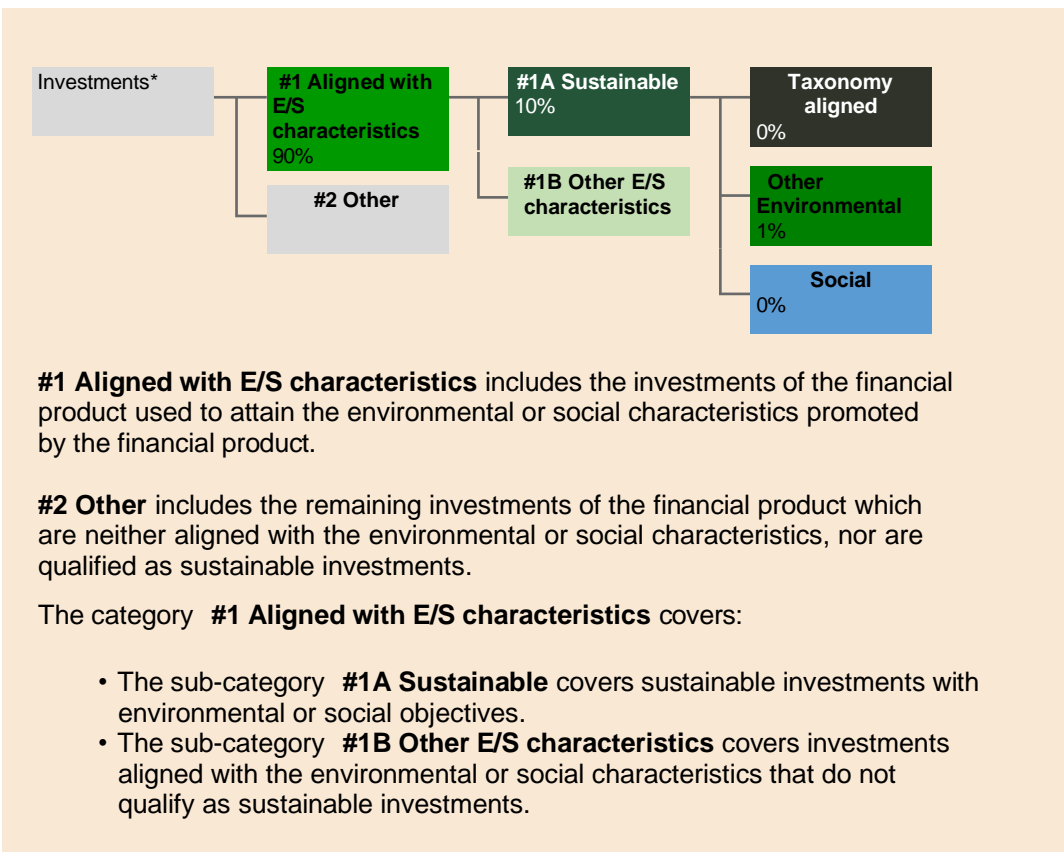 Investments*
#1 Aligned with
E/S
characteristics
90%
#2 Other
#1A Sustainable
10%
#1B Other E/S
characteristics
Taxonomy
aligned
0%
Other
Environmental
1%
Social
0%
#1 Aligned with E/S characteristics includes the investments of the financial
product used to attain the environmental or social characteristics promoted
by the financial product.
#2 Other includes the remaining investments of the financial product which
are neither aligned with the environmental or social characteristics, nor are
qualified as sustainable investments.
The category #1 Aligned with E/S characteristics covers:
• The sub-category #1A Sustainable covers sustainable investments with
environmental or social objectives.
• The sub-category #1B Other E/S characteristics covers investments
aligned with the environmental or social characteristics that do not
qualify as sustainable investments.